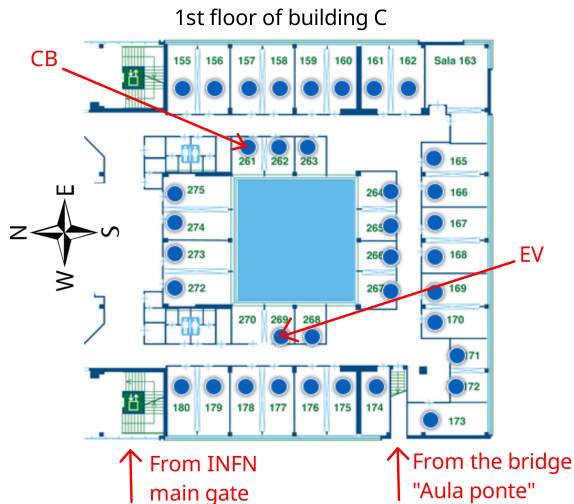 1st floor of building C
CB
155 156 157 158 159 160 161 162 Sala 163
261 262 263
165
275 264 166
E
N S
W
274 265 167
273 266 168
EV
272 267 169
270 269 268 170
171
172
180 179 178 177 176 175 174
173
From INFN
main gate
From the bridge
"Aula ponte"